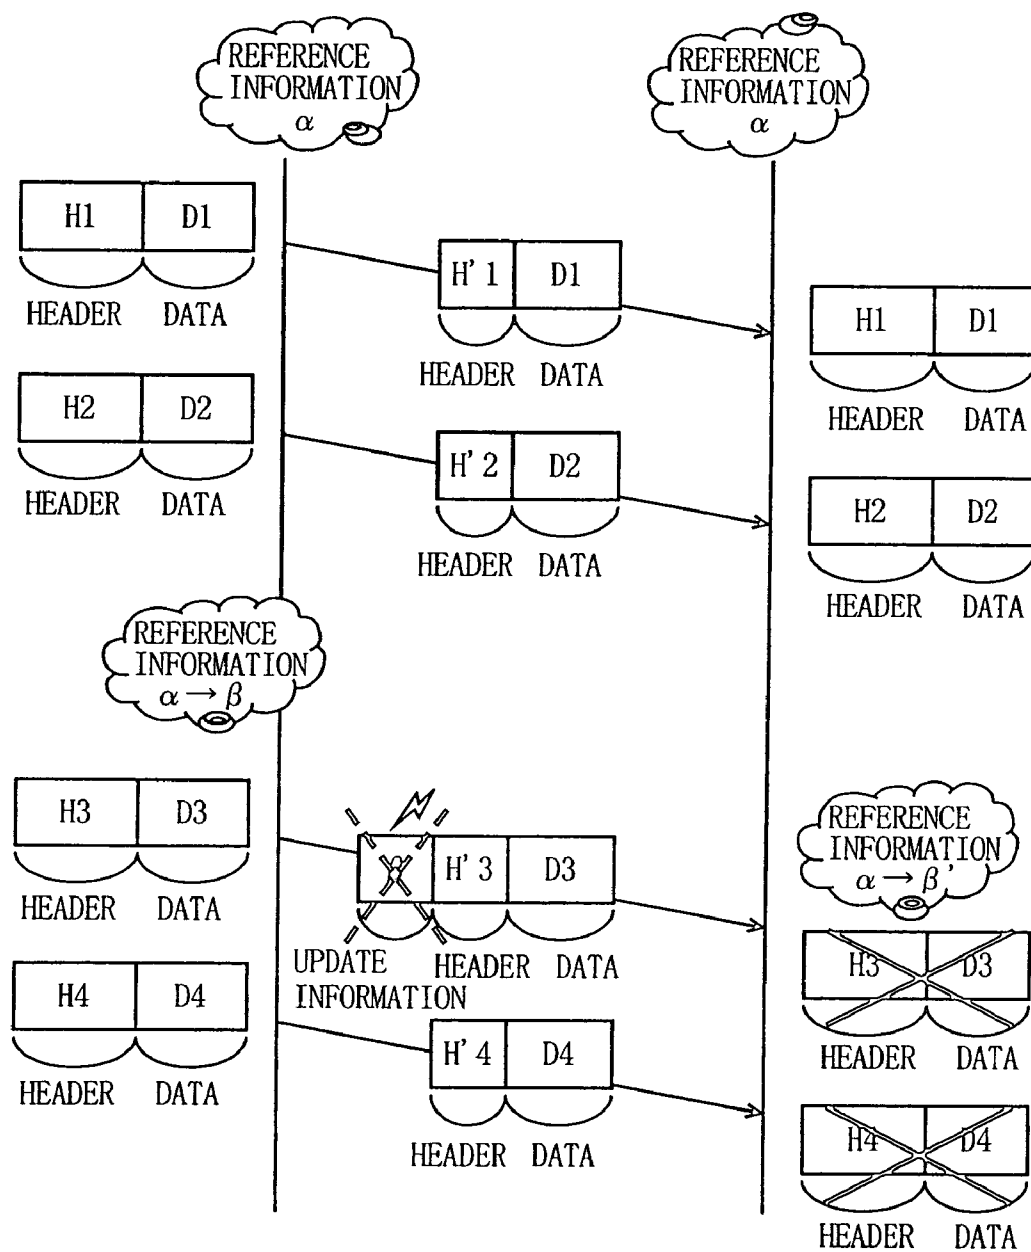 REFERENCE
INFORMATION
α
REFERENCE
INFORMATION
α
H1 D1
HEADER DATA
H'1 D1
HEADER DATA
H1 D1
HEADER DATA
H2 D2
HEADER DATA
H'2 D2
HEADER DATA
H2 D2
HEADER DATA
REFERENCE
INFORMATION
α → β
H3 D3
HEADER DATA
H'3 D3
UPDATE
INFORMATION
HEADER DATA
REFERENCE
INFORMATION
α → β'
H3 D3
HEADER DATA
H4 D4
HEADER DATA
H'4 D4
HEADER DATA
H4 D4
HEADER DATA